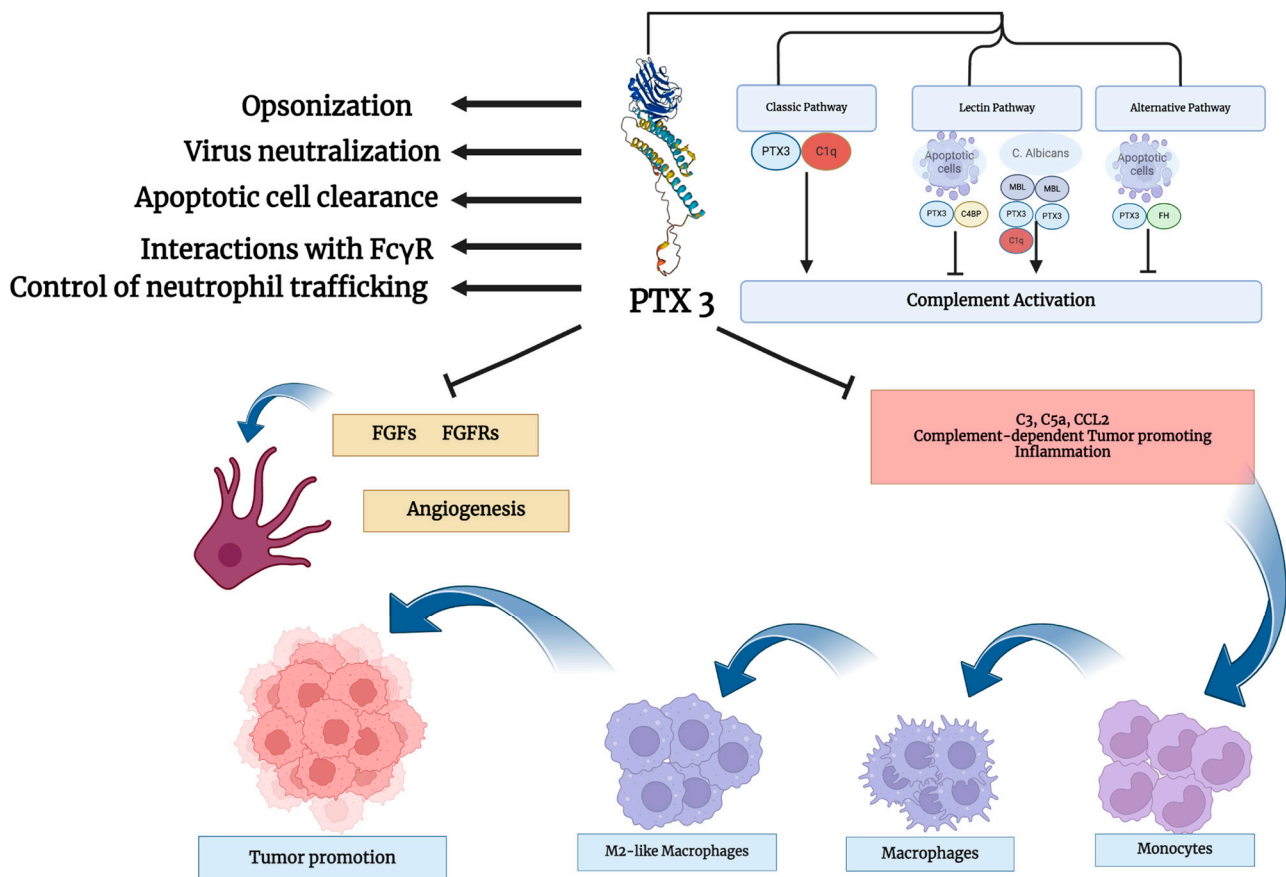 Opsonization
Virus neutralization
Apoptotic cell clearance
Interactions with FcγR
Control of neutrophil trafficking
PTX 3
Classic Pathway
PTX3
C1q
Lectin Pathway
Apoptotic
cells
PTX3
C4BP
C. Albicans
MBL
MBL
PTX3
PTX3
C1q
Alternative Pathway
Apoptotic
cells
PTX3
FH
Complement Activation
FGFs FGFRs
Angiogenesis
C3, C5a, CCL2
Complement-dependent Tumor promoting
Inflammation
Tumor promotion
M2-like Macrophages
Macrophages
Monocytes